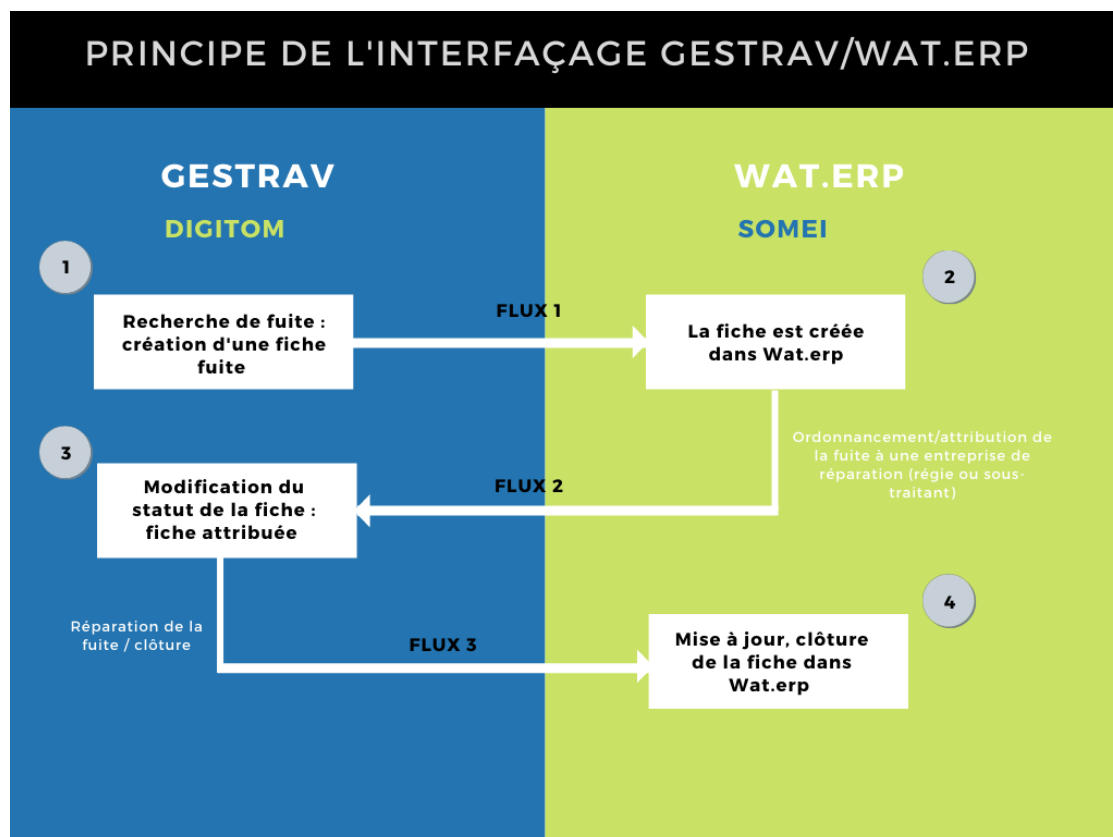 PRINCIPE DE L'INTERFAÇAGE GESTRAV/WAT.ERP
GESTRAV
DIGITOM
WAT.ERP
SOMEI
1
Recherche de fuite :
création d'une fiche
fuite
FLUX 1
2
La fiche est créée
dans Wat.erp
Ordonnancement/attribution de
la fuite à une entreprise de
réparation (régie ou sous-
traitant)
FLUX 2
3
Modification du
statut de la fiche :
fiche attribuée
Réparation de la
fuite / clôture
FLUX 3
4
Mise à jour, clôture
de la fiche dans
Wat.erp